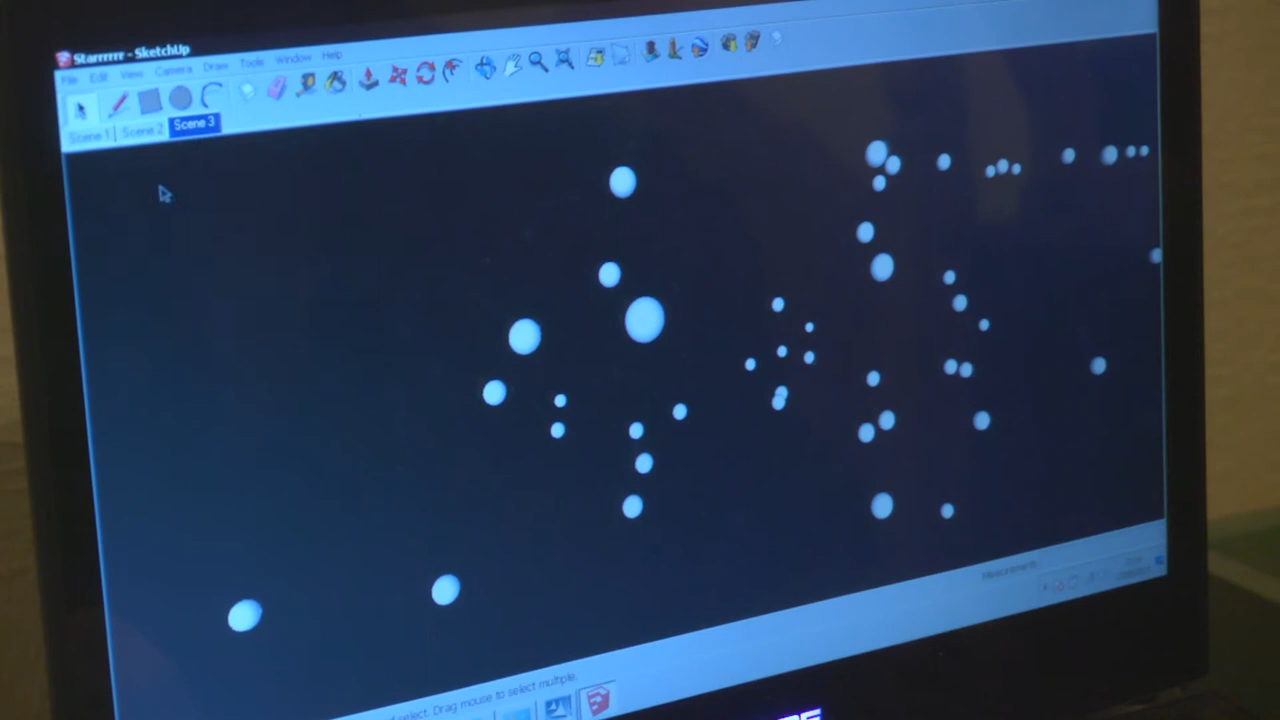 Starrrrrr - SketchUp
File Edit View Camera Draw Tools Window Help
Scene 1 Scene 2 Scene 3
Measurements
select. Drag mouse to select multiple.